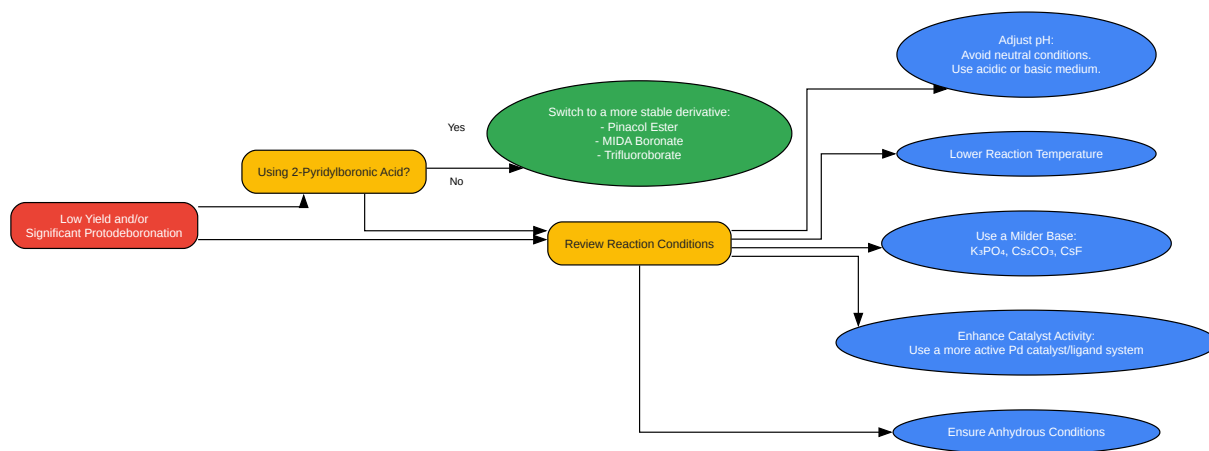 Low Yield and/or
Significant Protodeboronation
Using 2-Pyridylboronic Acid?
Yes
No
Switch to a more stable derivative:
- Pinacol Ester
- MIDA Boronate
- Trifluoroborate
Review Reaction Conditions
Adjust pH:
Avoid neutral conditions.
Use acidic or basic medium.
Lower Reaction Temperature
Use a Milder Base:
K₃PO₄, Cs₂CO₃, CsF
Enhance Catalyst Activity:
Use a more active Pd catalyst/ligand system
Ensure Anhydrous Conditions